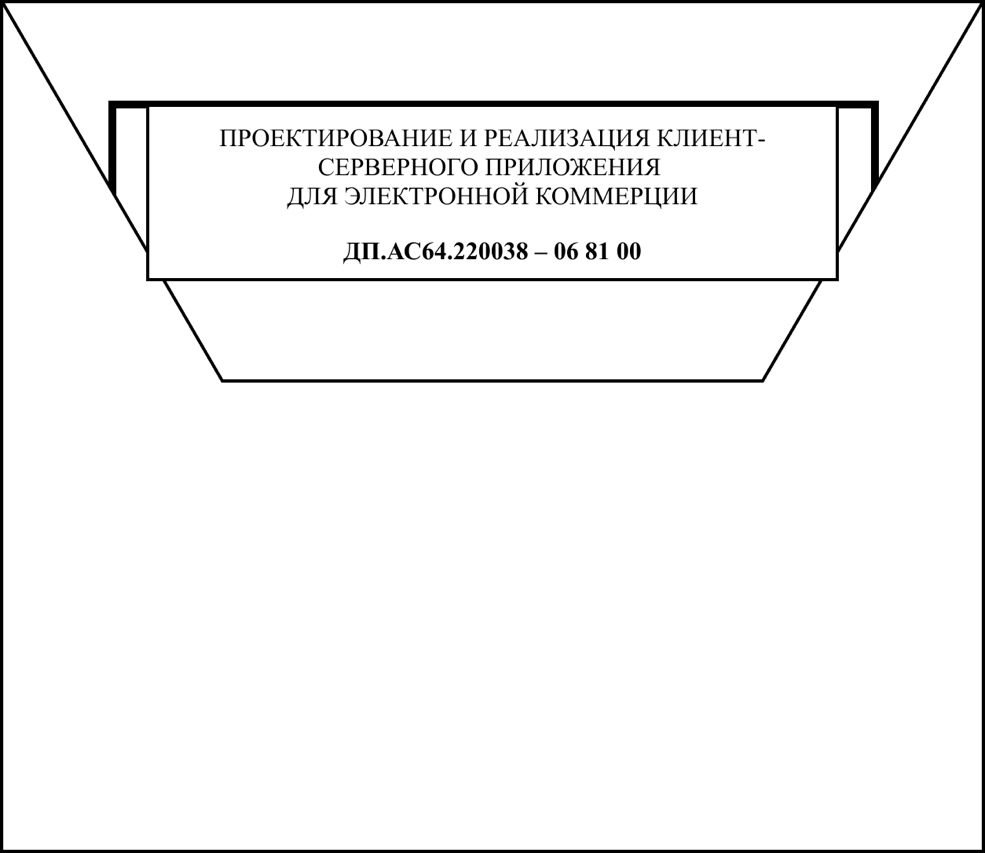 ПРОЕКТИРОВАНИЕ И РЕАЛИЗАЦИЯ КЛИЕНТ-
СЕРВЕРНОГО ПРИЛОЖЕНИЯ
ДЛЯ ЭЛЕКТРОННОЙ КОММЕРЦИИ
ДП.АС64.220038 – 06 81 00